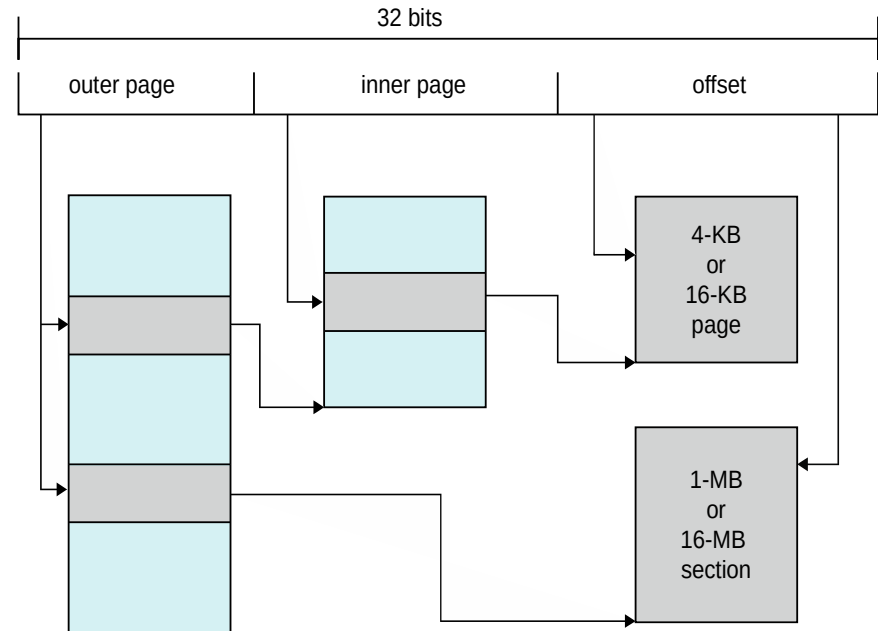 32 bits
outer page
inner page
offset
4-KB
or
16-KB
page
1-MB
or
16-MB
section